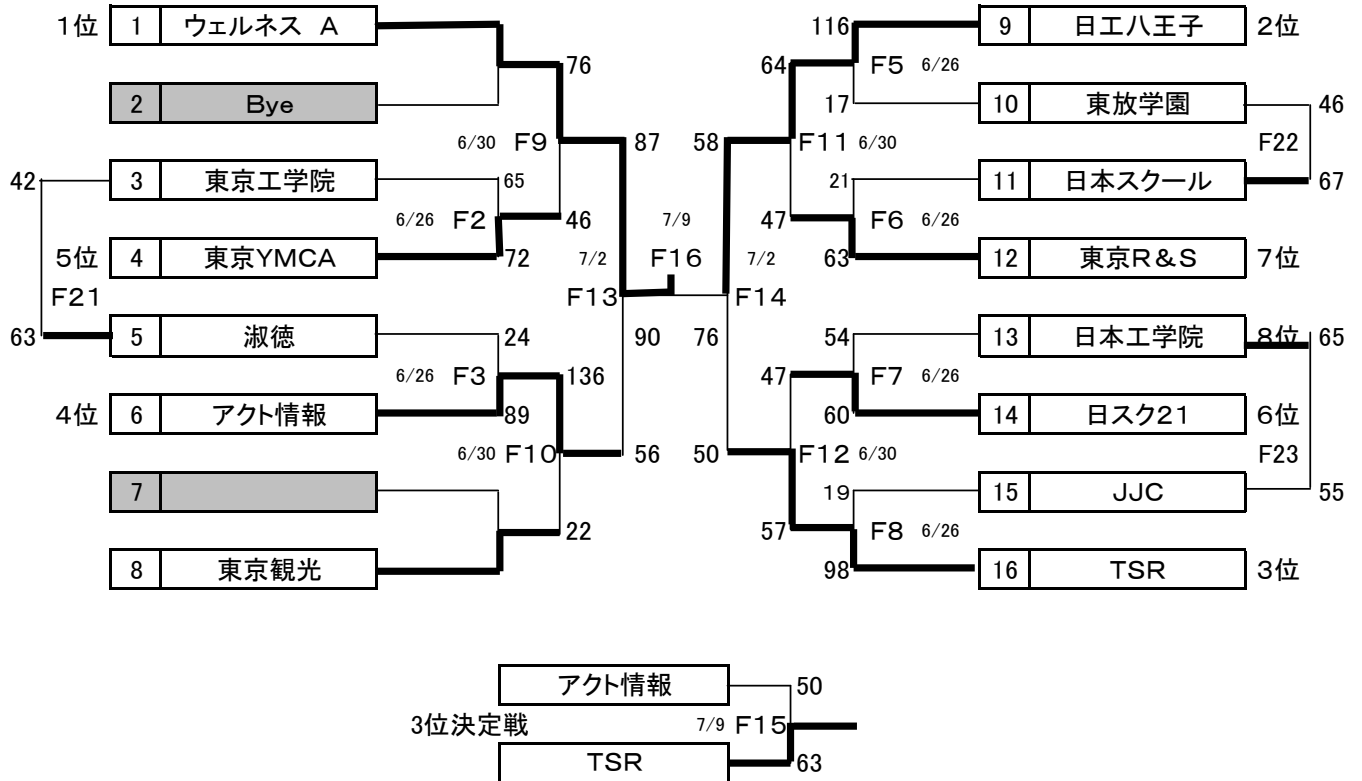 1位 1 ウェルネス A 116 9 日工八王子 2位
76 64 F5 6/26
2 Bye 17 10 東放学園 46
6/30 F9 87 58 F11 6/30 F22
42 3 東京工学院 65 21 11 日本スクール 67
6/26 F2 46 7/9 47 F6 6/26
5位 4 東京YMCA 72 7/2 F16 7/2 63 12 東京R&S 7位
F21 F13 F14
63 5 淑徳 24 90 76 54 13 日本工学院 8位 65
6/26 F3 136 47 F7 6/26
4位 6 アクト情報 89 60 14 日スク21 6位
6/30 F10 56 50 F12 6/30 F23
7 19 15 JJC 55
22 57 F8 6/26
8 東京観光 98 16 TSR 3位
アクト情報 50
3位決定戦 7/9 F15
TSR 63